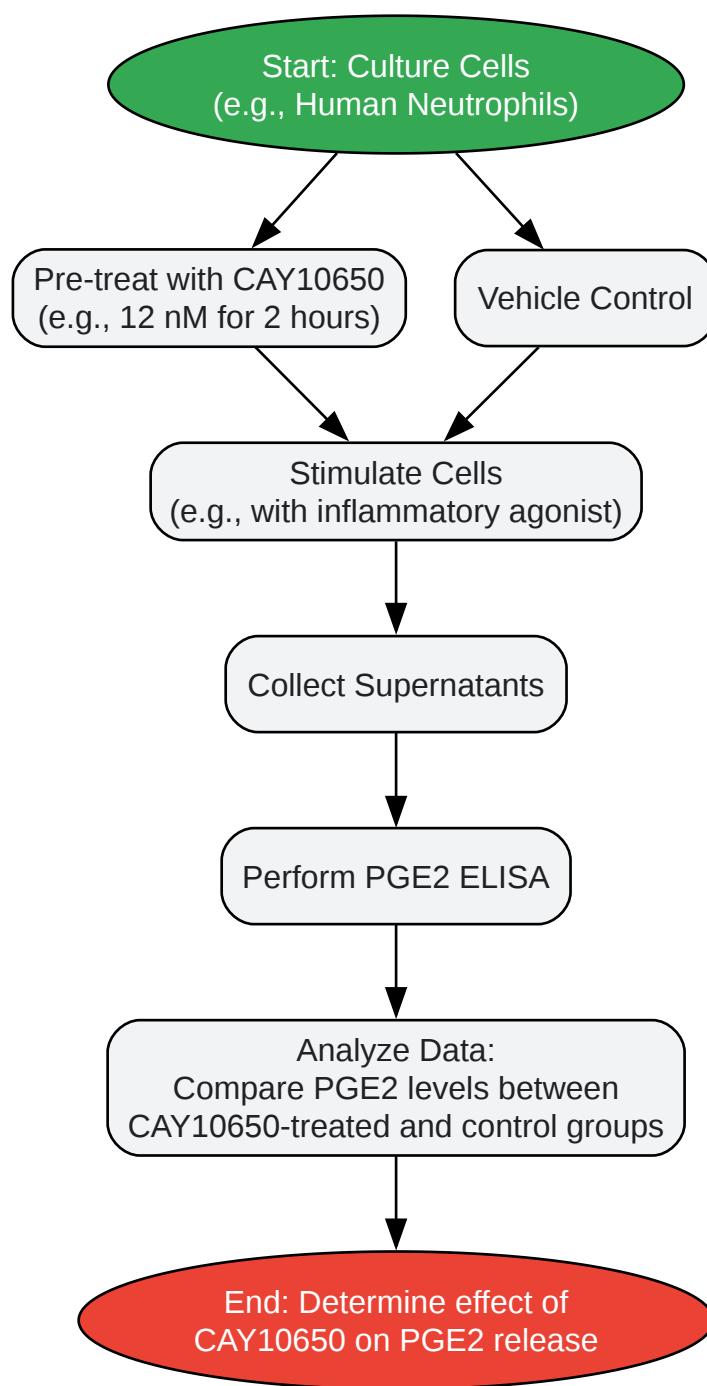 Start: Culture Cells
(e.g., Human Neutrophils)
Pre-treat with CAY10650
(e.g., 12 nM for 2 hours)
Vehicle Control
Stimulate Cells
(e.g., with inflammatory agonist)
Collect Supernatants
Perform PGE2 ELISA
Analyze Data:
Compare PGE2 levels between
CAY10650-treated and control groups
End: Determine effect of
CAY10650 on PGE2 release